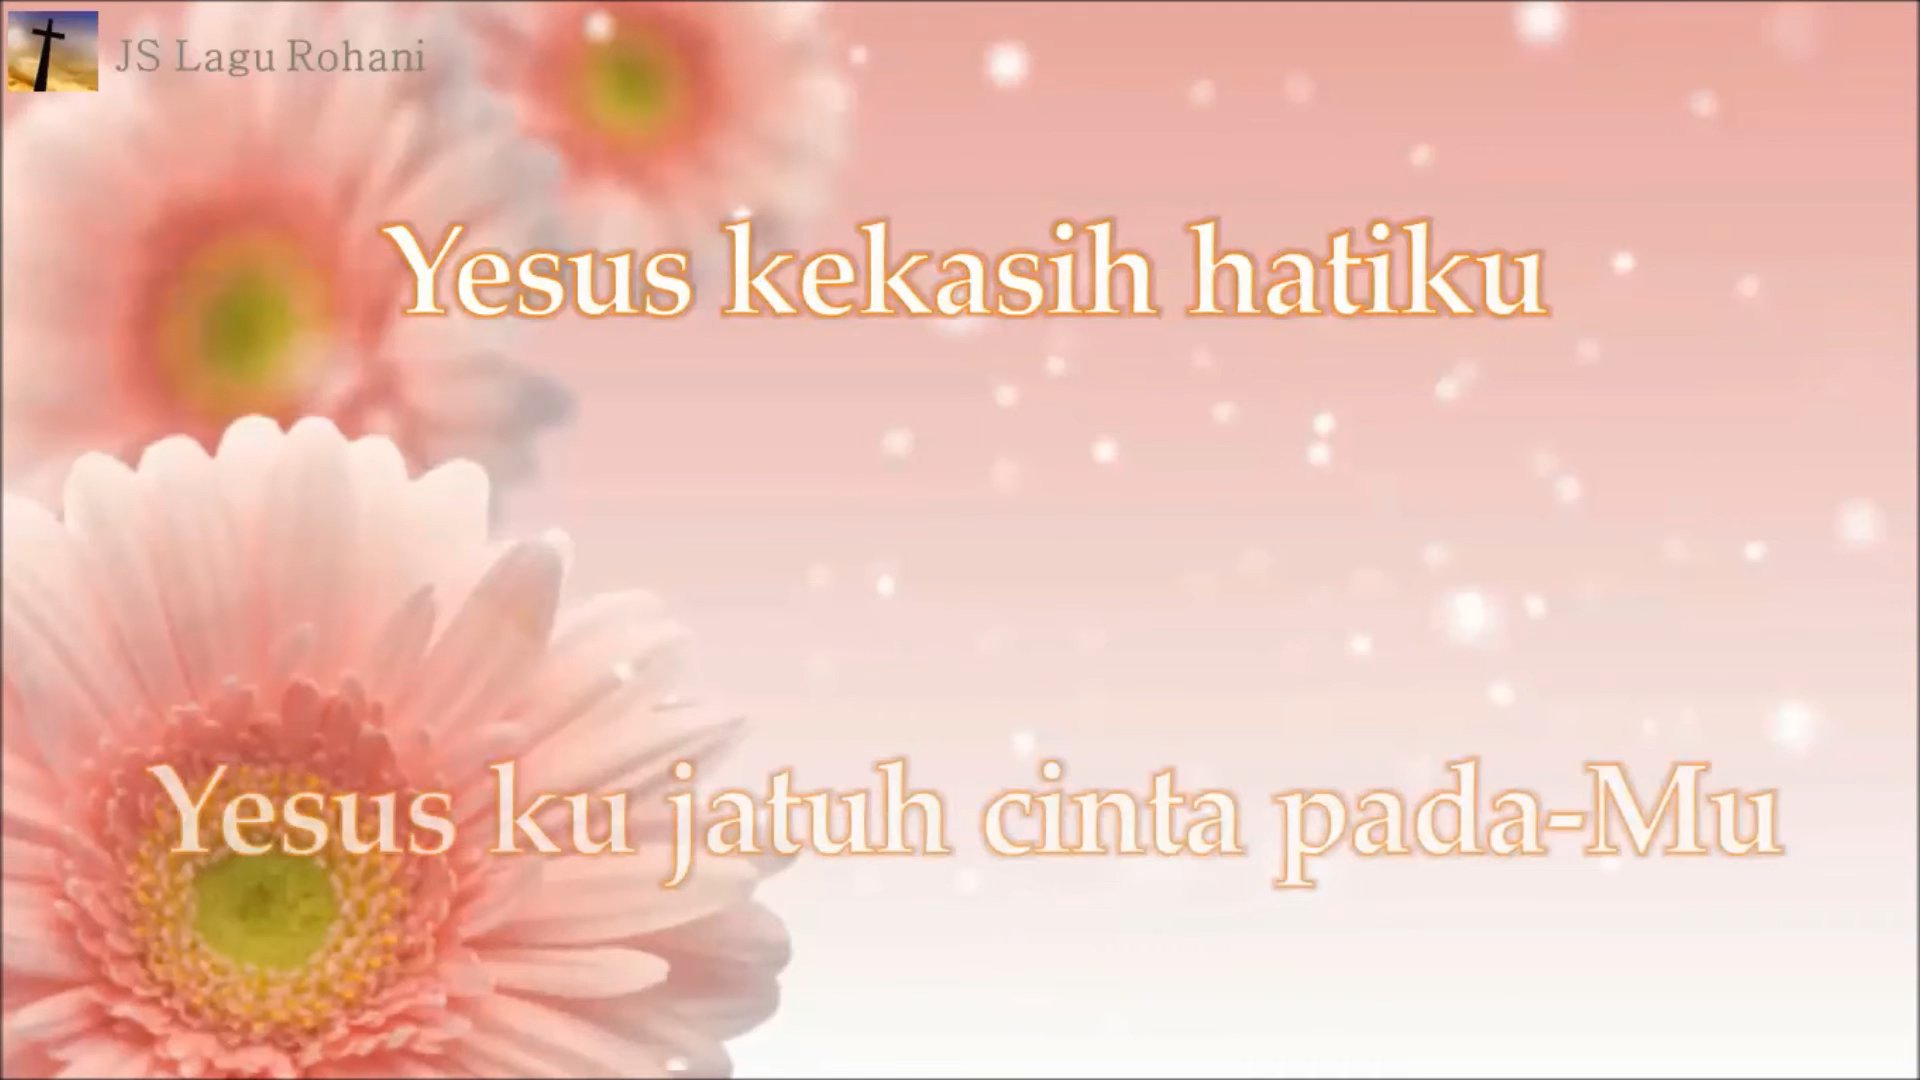 JS Lagu Rohani
Yesus kekasih hatiku
Yesus ku jatuh cinta pada-Mu